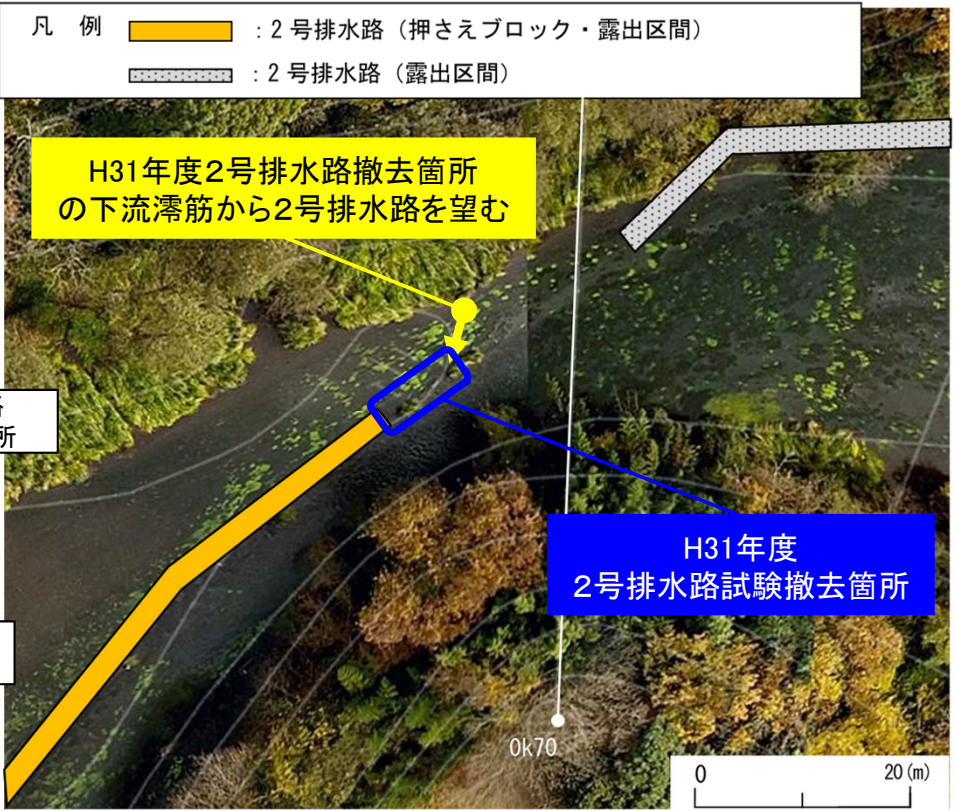 凡 例
:2号排水路(押さえブロック・露出区間)
:2号排水路(露出区間)
H31年度2号排水路撤去箇所
の下流澪筋から2号排水路を望む
所
H31年度
2号排水路試験撤去箇所
0k70
0
20(m)